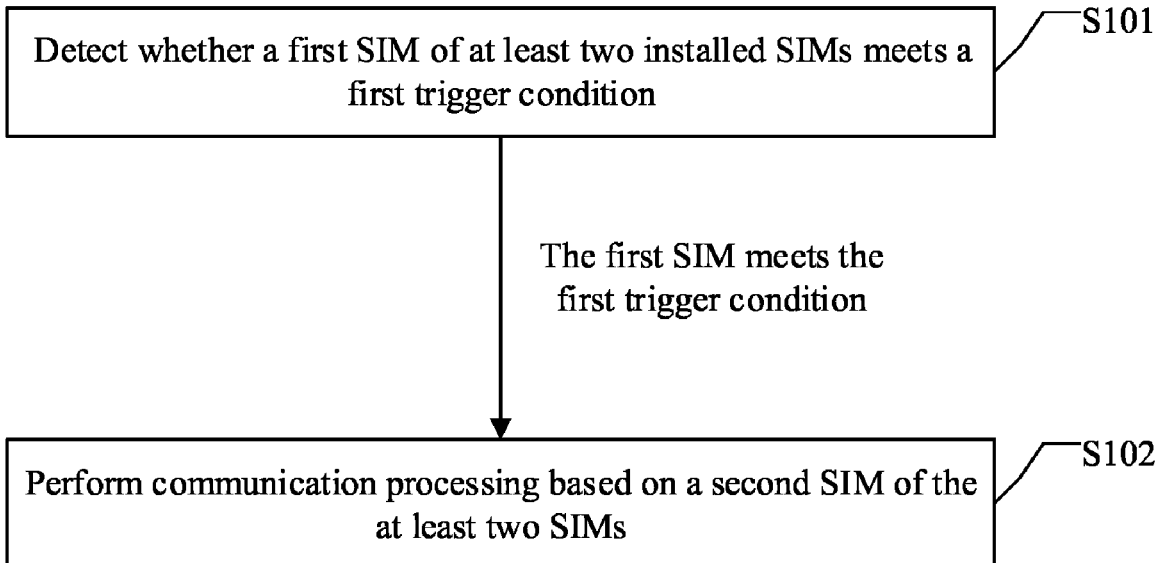 S101
Detect whether a first SIM of at least two installed SIMs meets a
first trigger condition
The first SIM meets the
first trigger condition
S102
Perform communication processing based on a second SIM of the
at least two SIMs